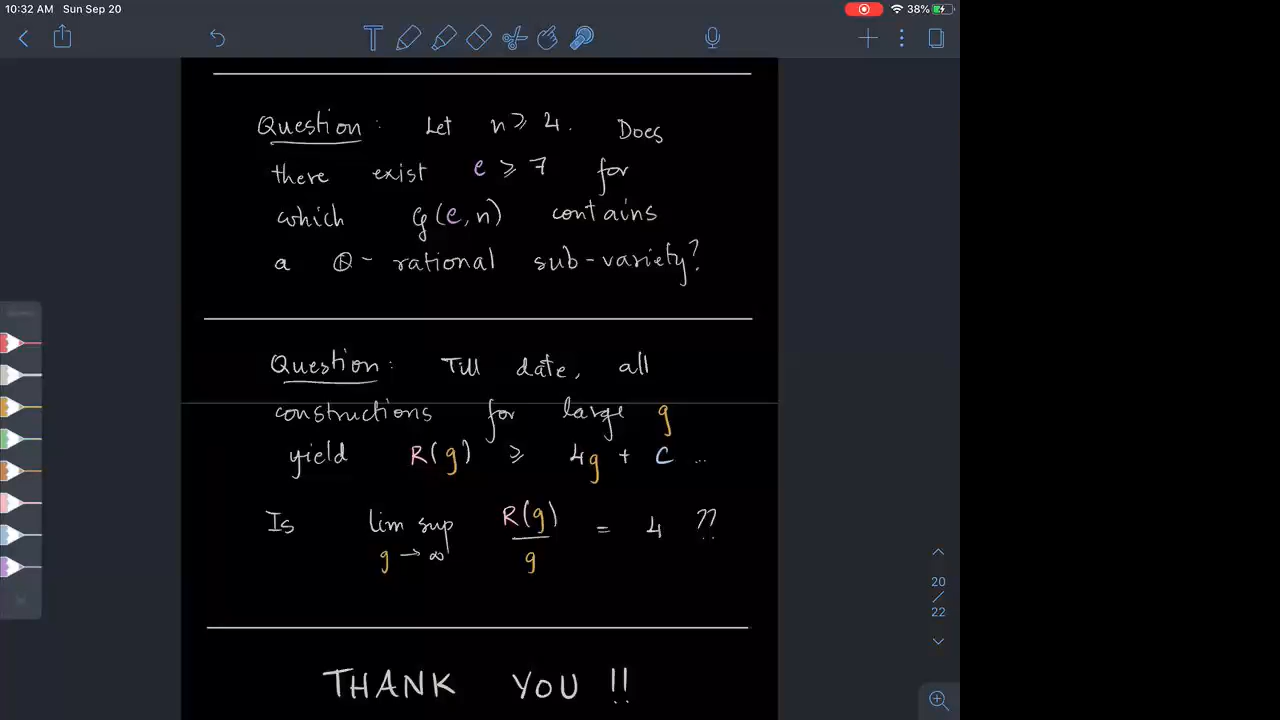 10:32 AM Sun Sep 20
38%
Question: Let n ≥ 4. Does
there exist e ≥ 7 for
which G(e, n) contains
a Q-rational sub-variety?
Question: Till date, all
constructions for large g
yield R(g) ≥ 4g + C ...
Is lim sup g→∞ R(g)/g = 4 ??
THANK YOU !!
20
/
22